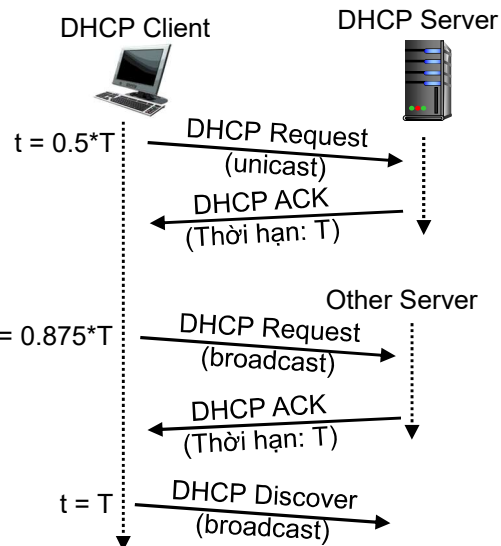 DHCP Client
DHCP Server
t = 0.5*T
DHCP Request
(unicast)
DHCP ACK
(Thời hạn: T)
Other Server
= 0.875*T
DHCP Request
(broadcast)
DHCP ACK
(Thời hạn: T)
t = T
DHCP Discover
(broadcast)